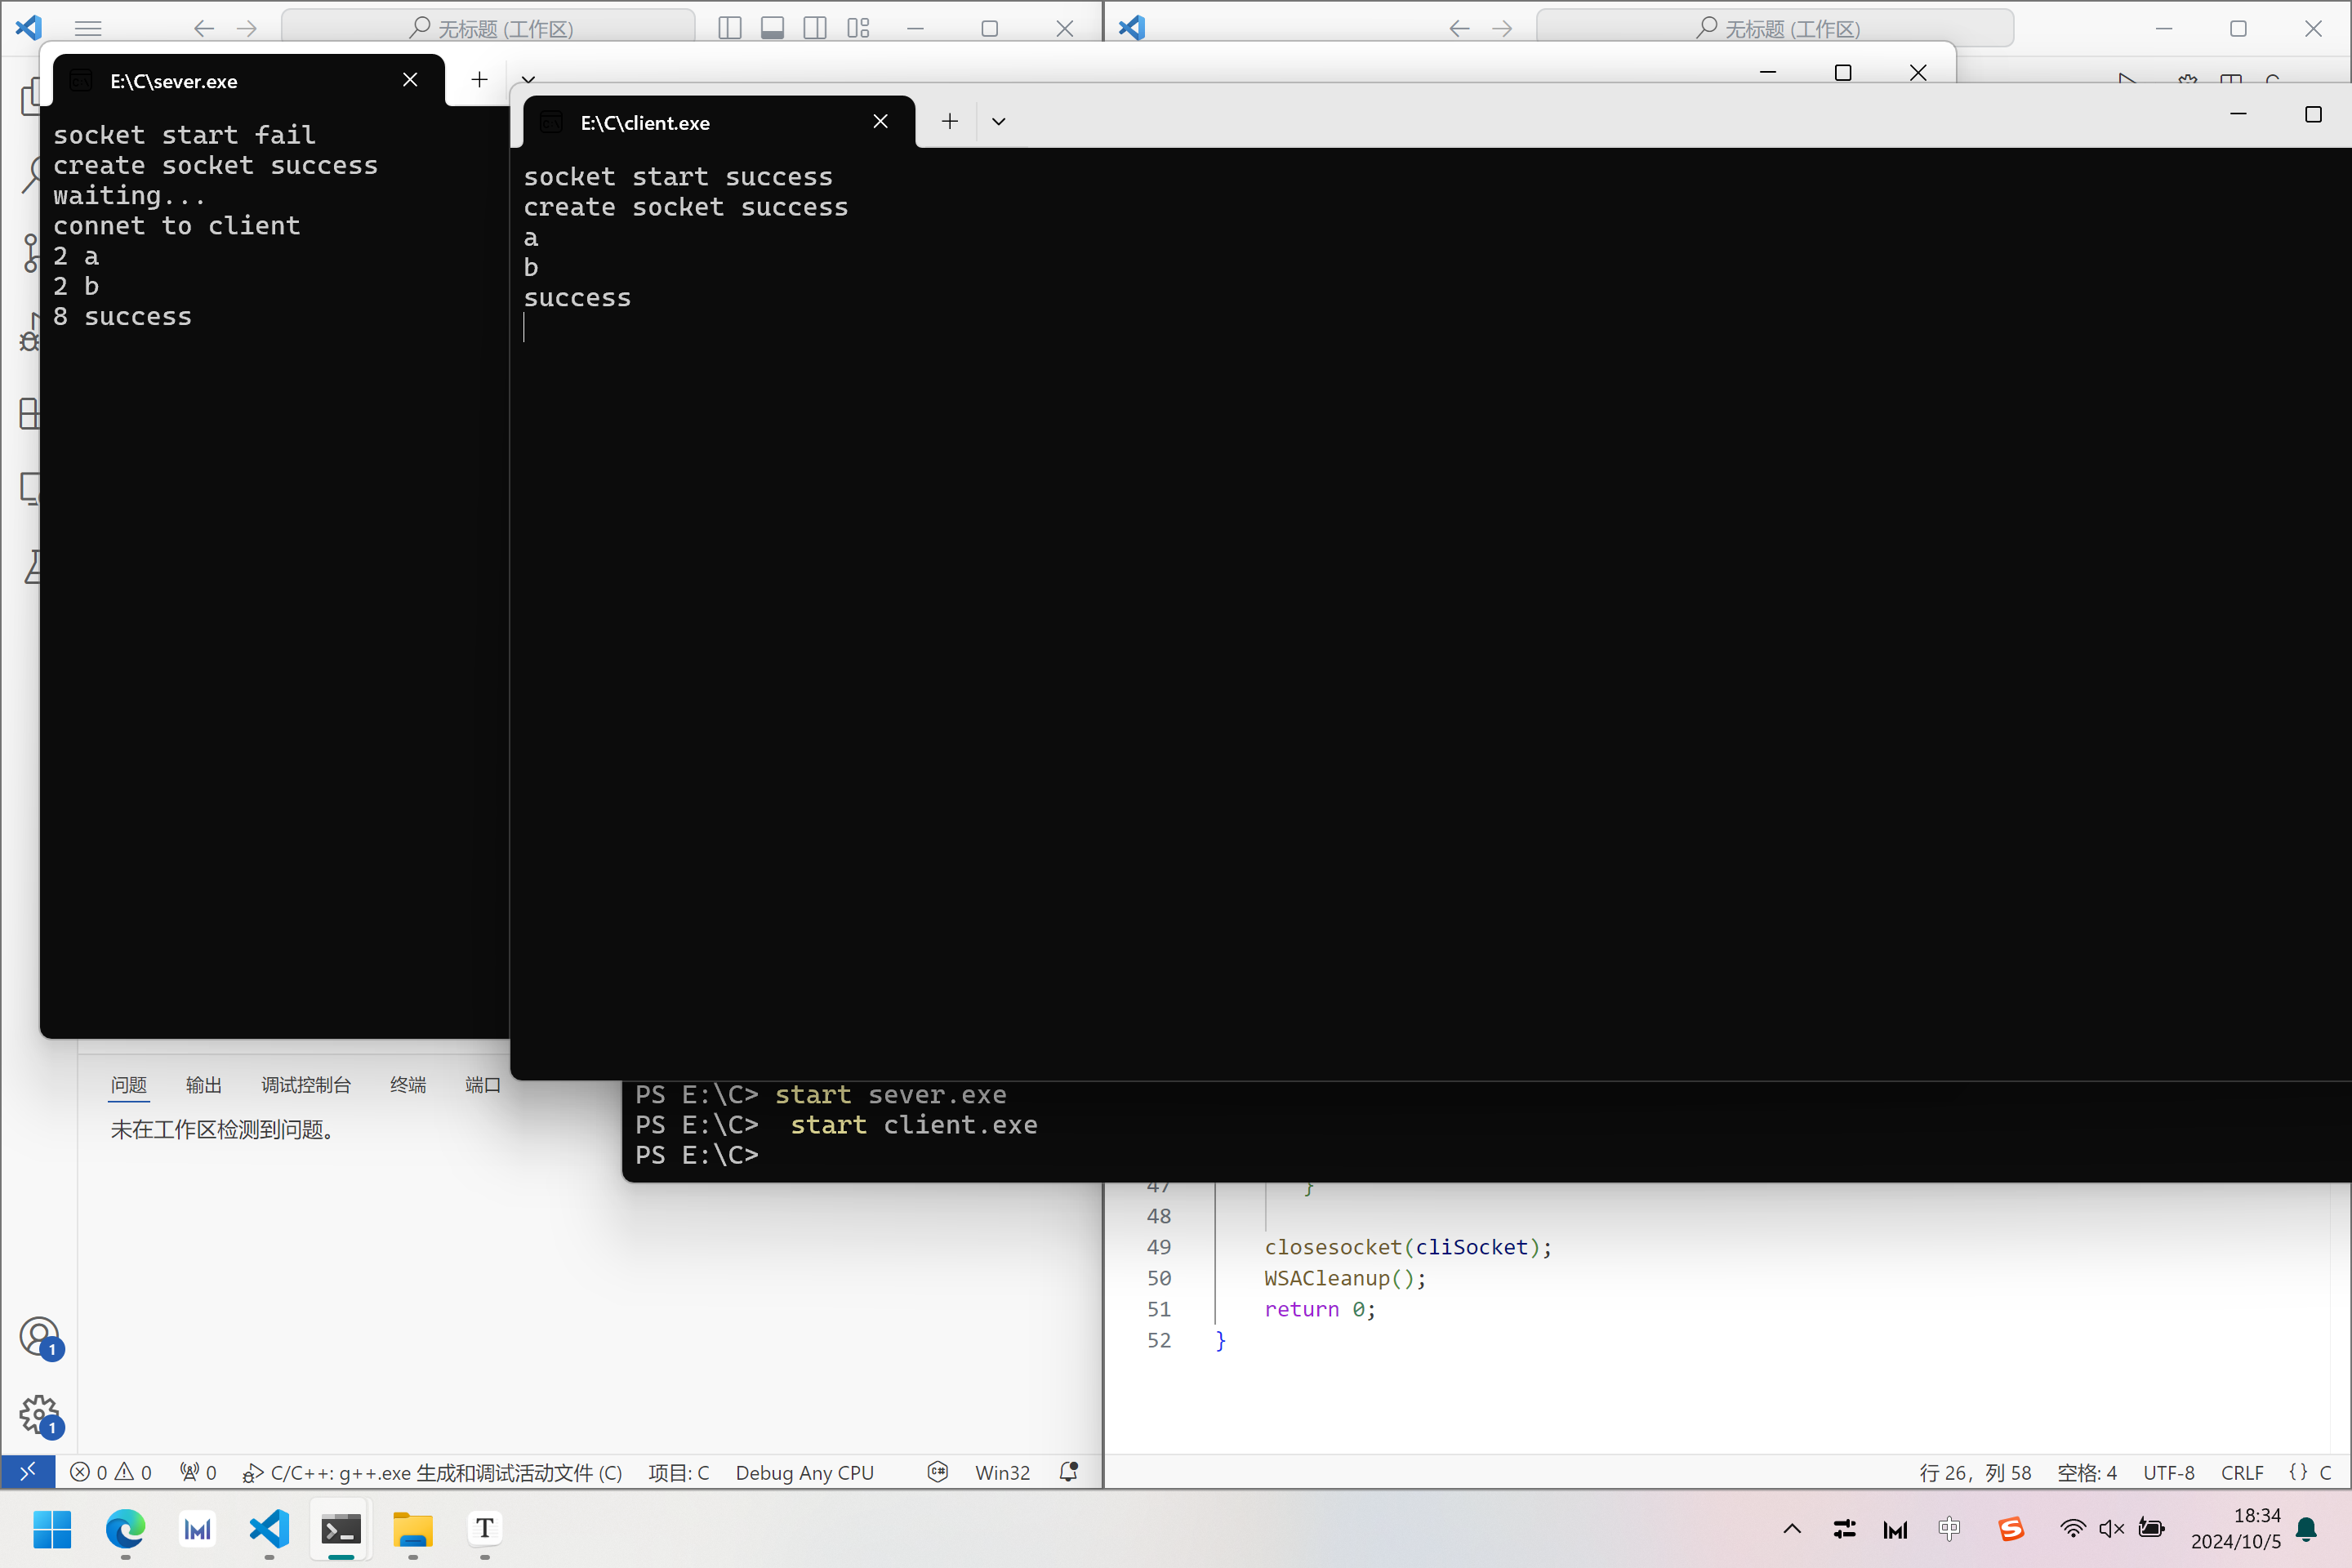 无标题 (工作区)
无标题 (工作区)
E:\C\sever.exe
socket start fail
create socket success
waiting...
connet to client
2 a
2 b
8 success
E:\C\client.exe
socket start success
create socket success
a
b
success
PS E:\C> start sever.exe
PS E:\C>  start client.exe
PS E:\C>
问题 输出 调试控制台 终端 端口
未在工作区检测到问题。
47 }
48
49 closesocket(cliSocket);
50 WSACleanup();
51 return 0;
52 }
1
1
0 0 0 C/C++: g++.exe 生成和调试活动文件 (C) 项目: C Debug Any CPU Win32
行 26，列 58 空格: 4 UTF-8 CRLF {} C
T
中
18:34
2024/10/5